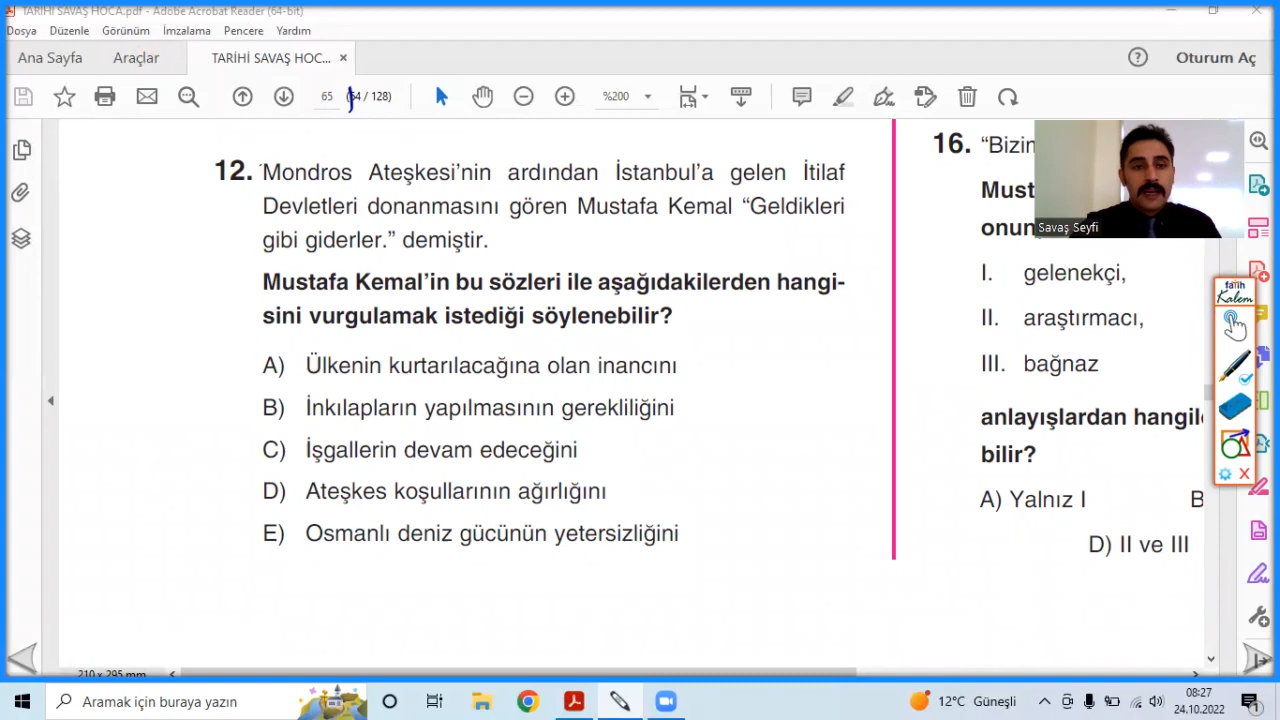 TARİHİ SAVAŞ HOCA.pdf - Adobe Acrobat Reader (64-bit)
Dosya Düzenle Görünüm İmzalama Pencere Yardım
Ana Sayfa Araçlar TARİHİ SAVAŞ HOC... × Oturum Aç
65 / 128) %200
12. Mondros Ateşkesi’nin ardından İstanbul’a gelen İtilaf
Devletleri donanmasını gören Mustafa Kemal “Geldikleri
gibi giderler.” demiştir.
Mustafa Kemal’in bu sözleri ile aşağıdakilerden hangi-
sini vurgulamak istediği söylenebilir?
A) Ülkenin kurtarılacağına olan inancını
B) İnkılapların yapılmasının gerekliliğini
C) İşgallerin devam edeceğini
D) Ateşkes koşullarının ağırlığını
E) Osmanlı deniz gücünün yetersizliğini
16. “Bizin
Must
onun
I. gelenekçi,
II. araştırmacı,
III. bağnaz
anlayışlardan hangile
bilir?
A) Yalnız I B
D) II ve III
Savaş Seyfi
fatih
Kalem
210 x 295 mm
Aramak için buraya yazın
12°C Güneşli
08:27
24.10.2022
1